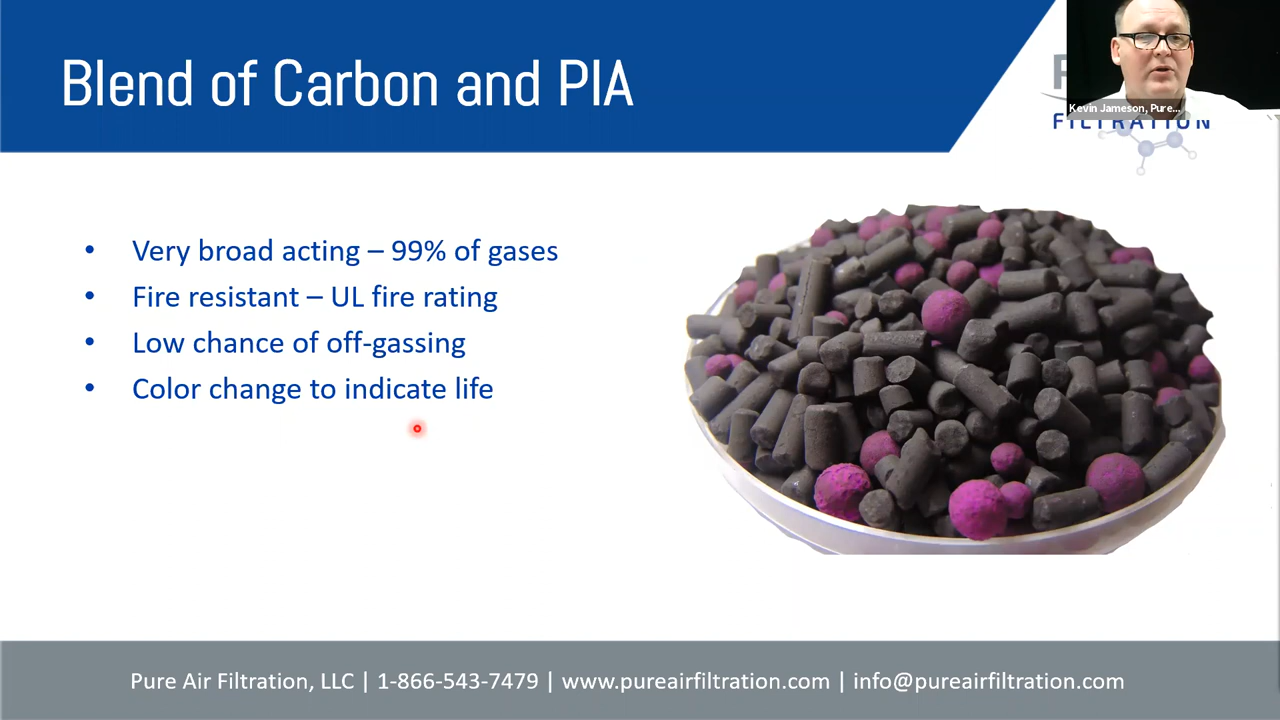 Blend of Carbon and PIA
Kevin Jameson, Pure...
FILTRATION
• Very broad acting – 99% of gases
• Fire resistant – UL fire rating
• Low chance of off-gassing
• Color change to indicate life
Pure Air Filtration, LLC | 1-866-543-7479 | www.pureairfiltration.com | info@pureairfiltration.com